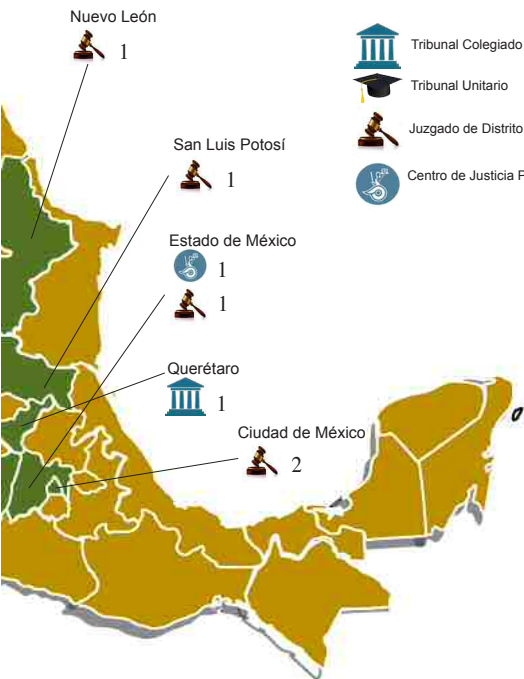 Nuevo León
1
Tribunal Colegiado
Tribunal Unitario
Juzgado de Distrito
Centro de Justicia P
San Luis Potosí
1
Estado de México
1
1
Querétaro
1
Ciudad de México
2